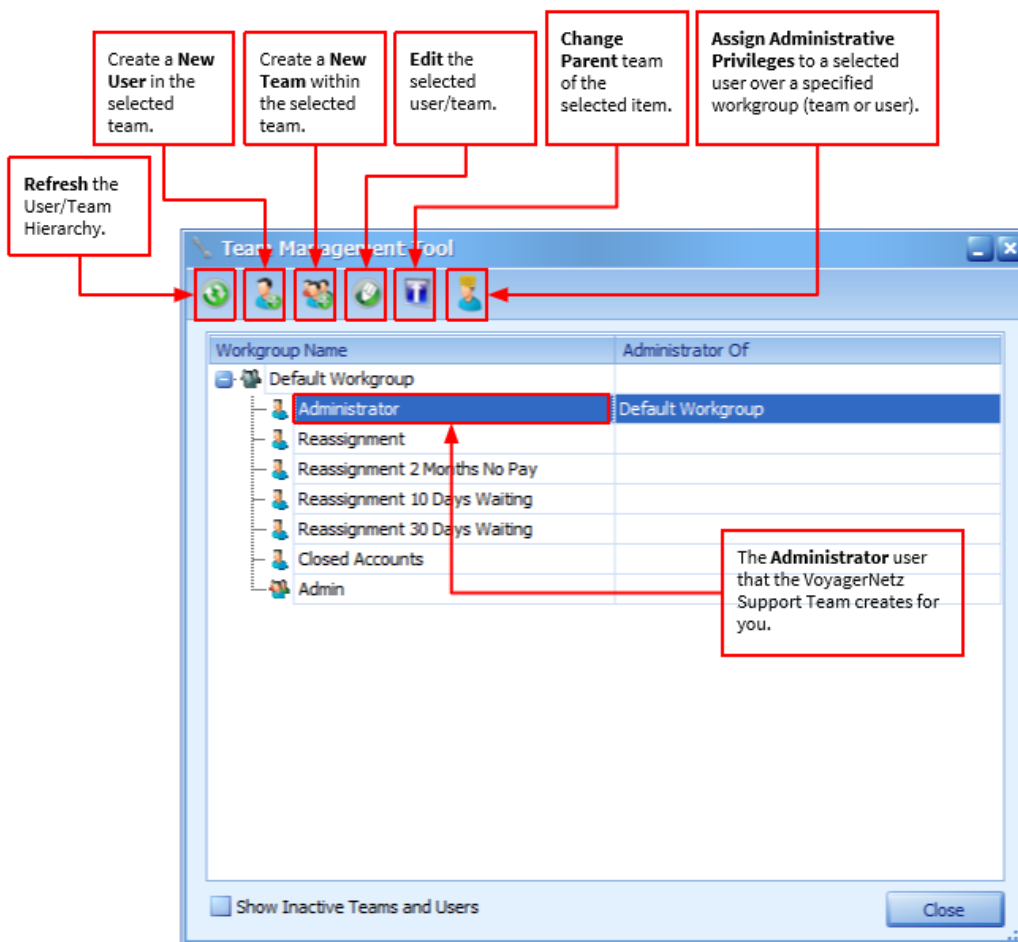 Create a New
User in the
selected
team.
Create a New
Team within
the selected
team.
Edit the
selected
user/team.
Change
Parent team
of the
selected item.
Assign Administrative
Privileges to a selected
user over a specified
workgroup (team or user).
Refresh the
User/Team
Hierarchy.
Team Management Tool
Workgroup Name
Administrator Of
Default Workgroup
Administrator
Default Workgroup
Reassignment
Reassignment 2 Months No Pay
Reassignment 10 Days Waiting
Reassignment 30 Days Waiting
Closed Accounts
Admin
The Administrator user
that the VoyagerNetz
Support Team creates for
you.
Show Inactive Teams and Users
Close